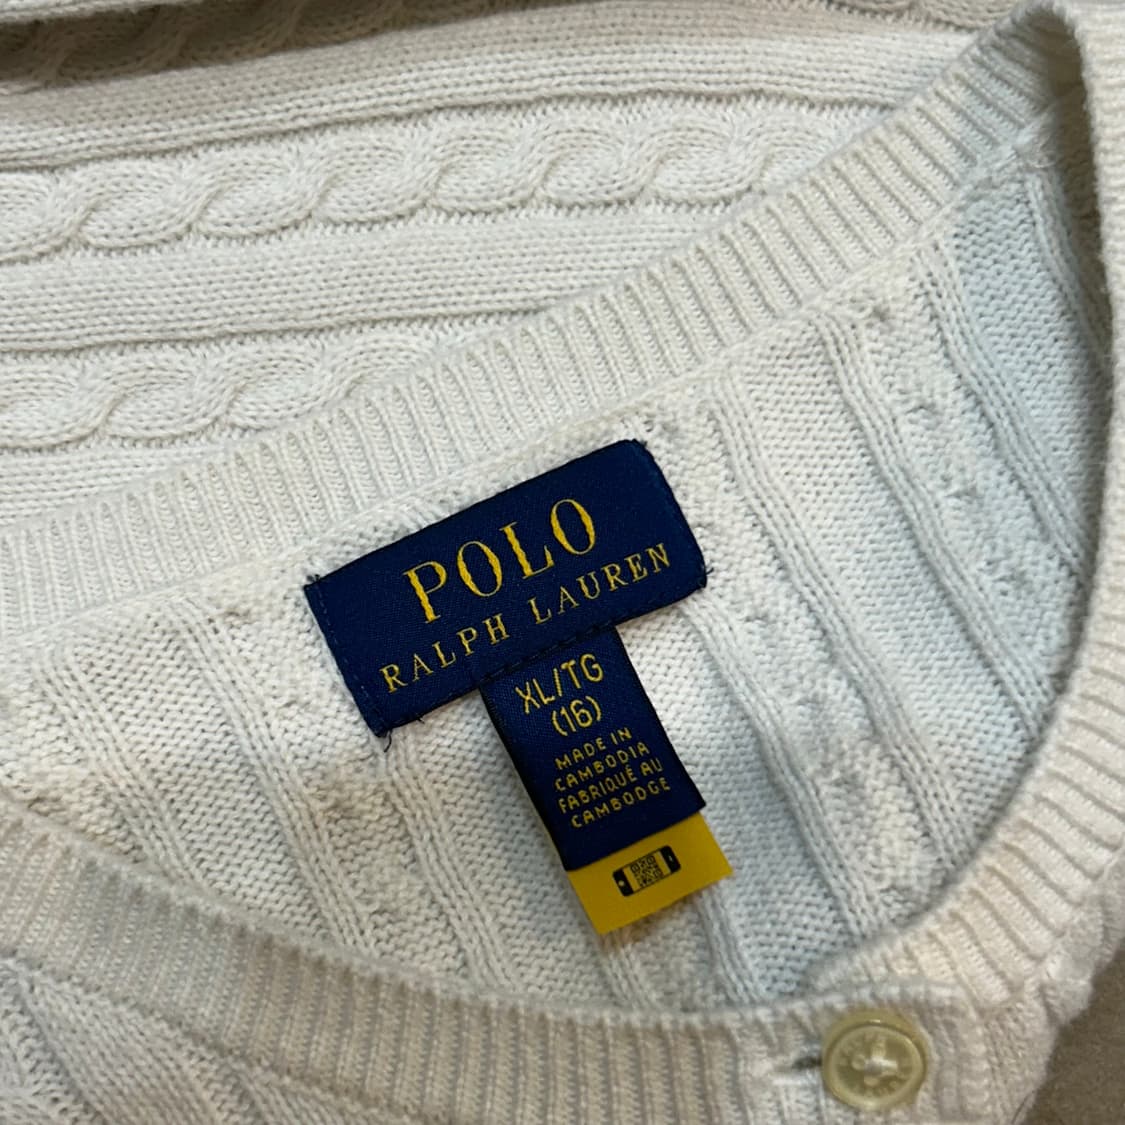 POLO
RALPH LAUREN
XL/TG
(16)
MADE IN
CAMBODIA
FABRIQUÉ AU
CAMBODGE